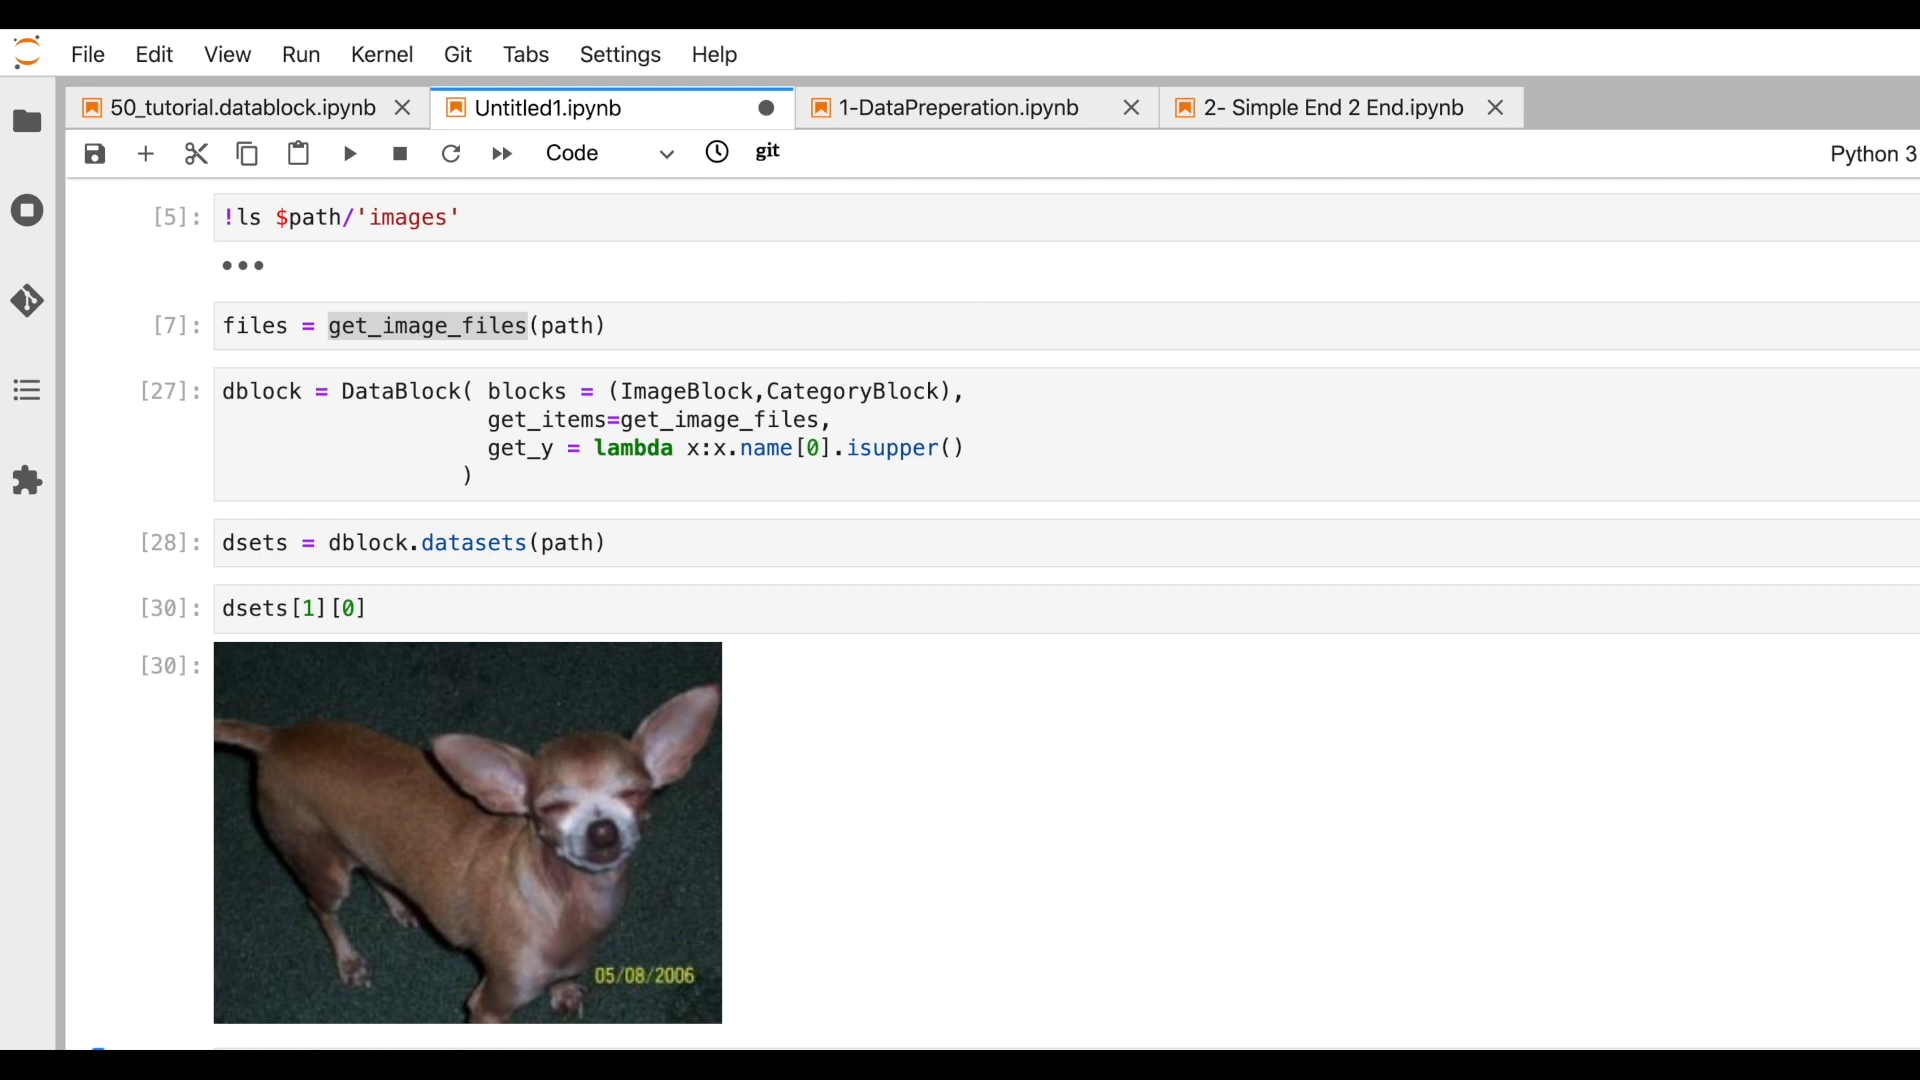 File Edit View Run Kernel Git Tabs Settings Help
50_tutorial.datablock.ipynb Untitled1.ipynb 1-DataPreperation.ipynb 2- Simple End 2 End.ipynb
Code git Python 3
[5]: !ls $path/'images'
[7]: files = get_image_files(path)
[27]: dblock = DataBlock( blocks = (ImageBlock,CategoryBlock),
get_items=get_image_files,
get_y = lambda x:x.name[0].isupper()
)
[28]: dsets = dblock.datasets(path)
[30]: dsets[1][0]
[30]:
05/08/2006